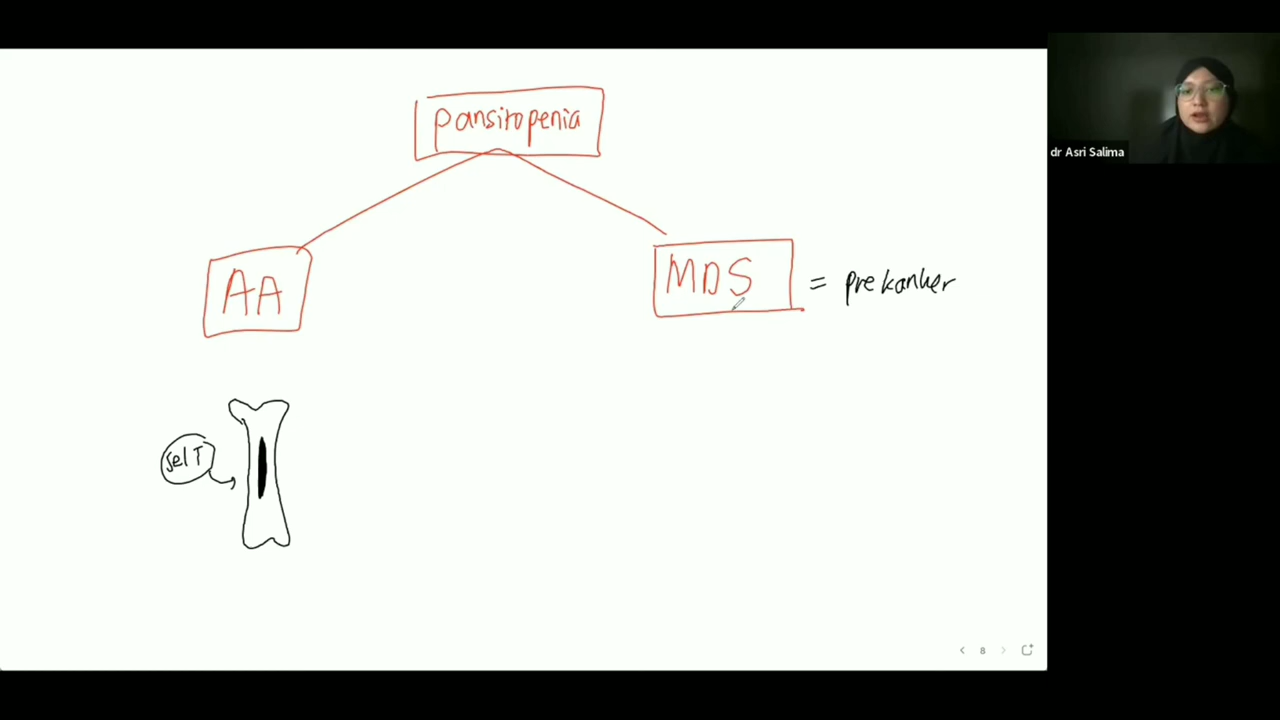 pansitopenia
AA
MDS = prekanker
sel T
dr Asri Salima
8